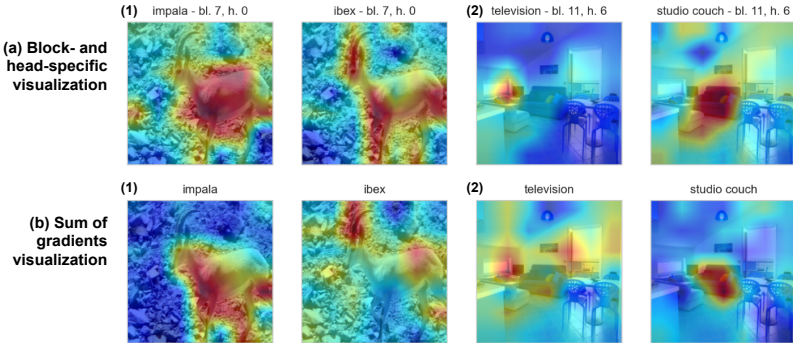 (1) impala - bl. 7, h. 0 ibex - bl. 7, h. 0 (2) television - bl. 11, h. 6 studio couch - bl. 11, h. 6
(a) Block- and
head-specific
visualization
(1) impala ibex (2) television studio couch
(b) Sum of
gradients
visualization